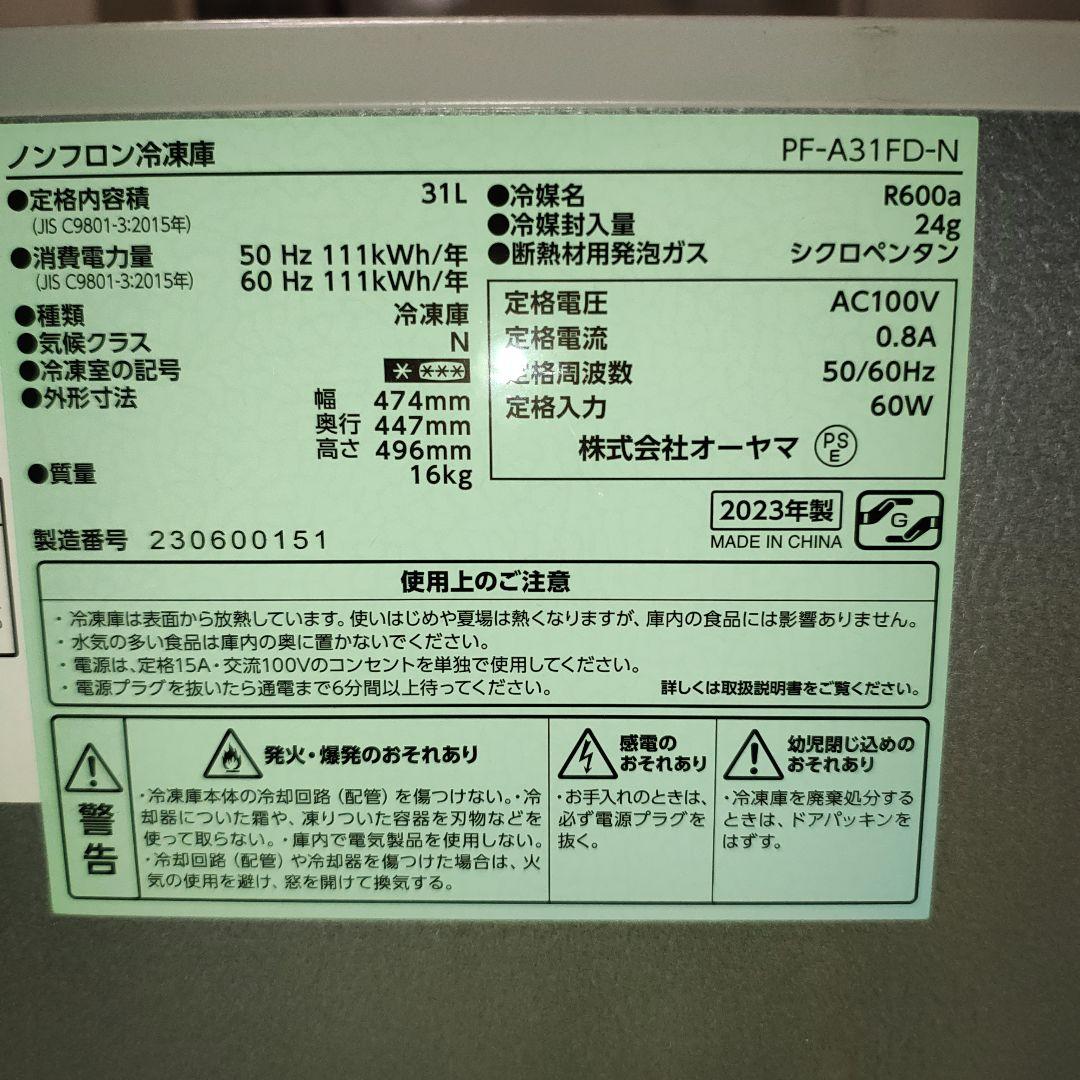 ノンフロン冷凍庫 PF-A31FD-N
●定格内容積 31L
(JIS C9801-3:2015年)
●消費電力量 50 Hz 111kWh/年
(JIS C9801-3:2015年) 60 Hz 111kWh/年
●種類 冷凍庫
●気候クラス N
●冷凍室の記号 * ***
●外形寸法 幅 474mm
奥行 447mm
高さ 496mm
●質量 16kg
●冷媒名 R600a
●冷媒封入量 24g
●断熱材用発泡ガス シクロペンタン
定格電圧 AC100V
定格電流 0.8A
定格周波数 50/60Hz
定格入力 60W
株式会社オーヤマ PSE
製造番号 230600151
2023年製
MADE IN CHINA
G
使用上のご注意
・冷凍庫は表面から放熱しています。使いはじめや夏場は熱くなりますが、庫内の食品には影響ありません。
・水気の多い食品は庫内の奥に置かないでください。
・電源は、定格15A・交流100Vのコンセントを単独で使用してください。
・電源プラグを抜いたら通電まで6分間以上待ってください。 詳しくは取扱説明書をご覧ください。
警告
発火・爆発のおそれあり
・冷凍庫本体の冷却回路（配管）を傷つけない。・冷
却器についた霜や、凍りついた容器を刃物などを
使って取らない。・庫内で電気製品を使用しない。
・冷却回路（配管）や冷却器を傷つけた場合は、火
気の使用を避け、窓を開けて換気する。
感電の
おそれあり
・お手入れのときは、
必ず電源プラグを
抜く。
幼児閉じ込めの
おそれあり
・冷凍庫を廃棄処分する
ときは、ドアパッキンを
はずす。